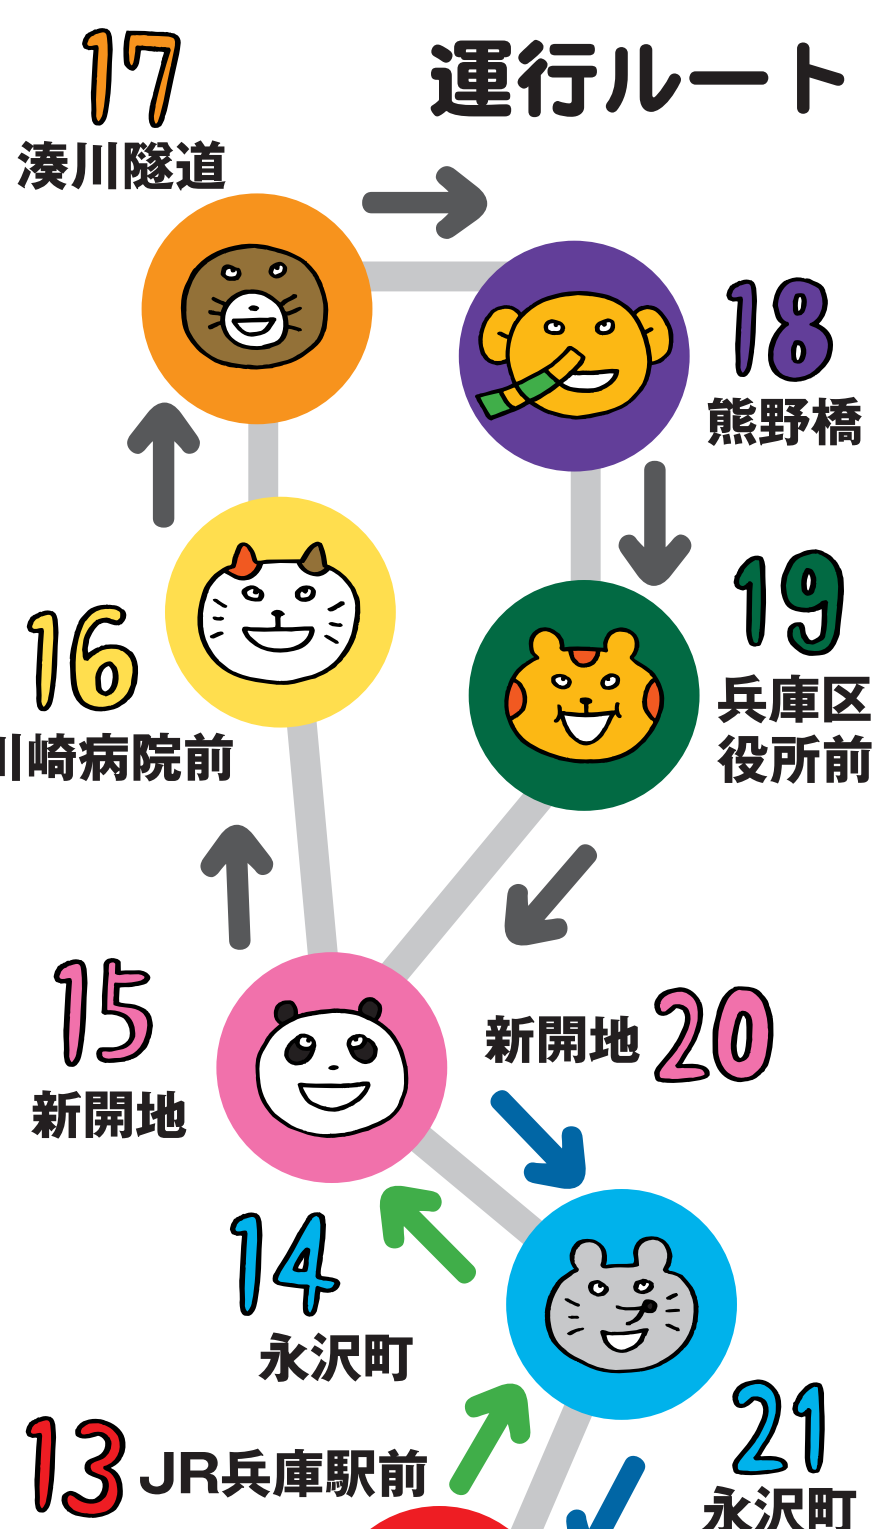 運行ルート
17
湊川隧道
18
熊野橋
19
兵庫区
役所前
16
川崎病院前
15
新開地
新開地 20
14
永沢町
13 JR兵庫駅前
21
永沢町